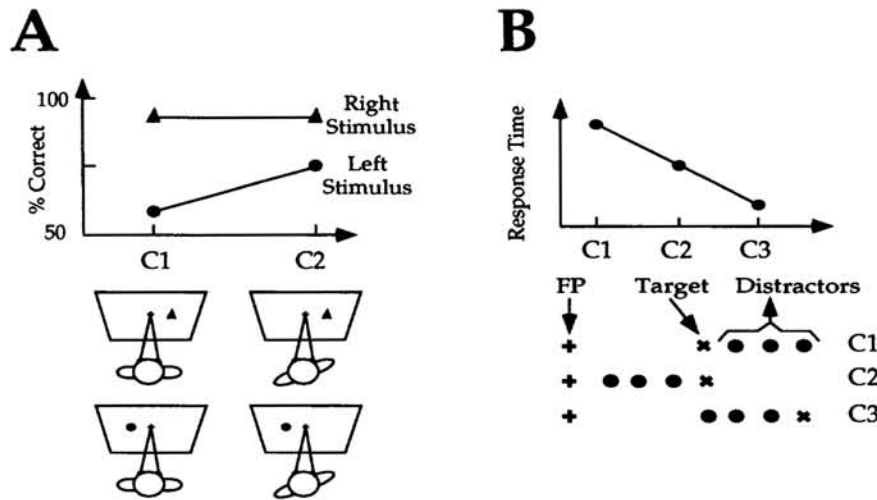 A
100
Right
Stimulus
% Correct
Left
Stimulus
50
C1 C2
B
Response Time
C1 C2 C3
FP Target Distractors
C1
C2
C3